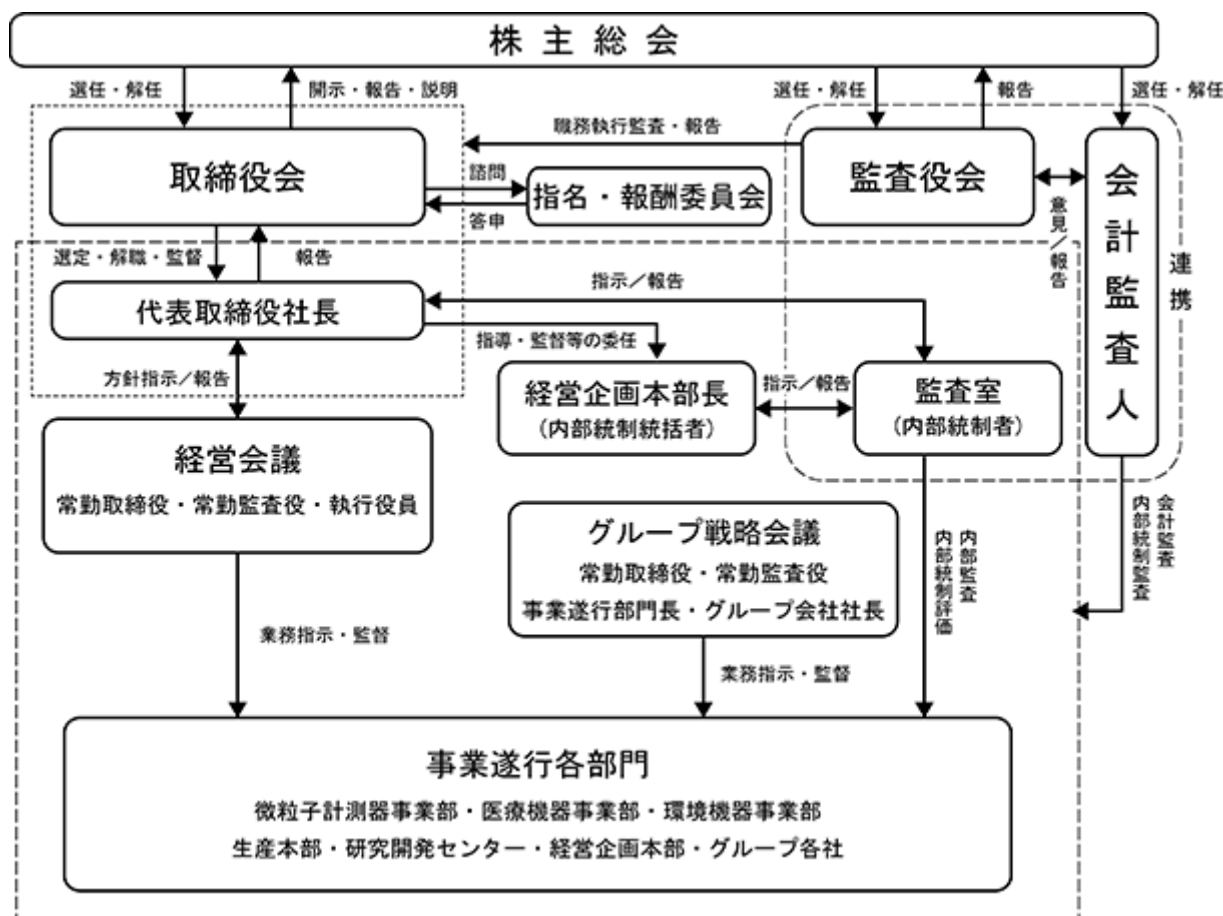 株主総会
選任・解任
開示・報告・説明
選任・解任
報告
選任・解任
職務執行監査・報告
取締役会
諮問
答申
指名・報酬委員会
監査役会
意見／報告
会計監査人
連携
選定・解職・監督
報告
代表取締役社長
指示／報告
指導・監督等の委任
方針指示／報告
経営企画本部長
（内部統制統括者）
指示／報告
監査室
（内部統制者）
経営会議
常勤取締役・常勤監査役・執行役員
グループ戦略会議
常勤取締役・常勤監査役
事業遂行部門長・グループ会社社長
内部監査
内部統制評価
会計監査
内部統制監査
業務指示・監督
業務指示・監督
事業遂行各部門
微粒子計測器事業部・医療機器事業部・環境機器事業部
生産本部・研究開発センター・経営企画本部・グループ各社